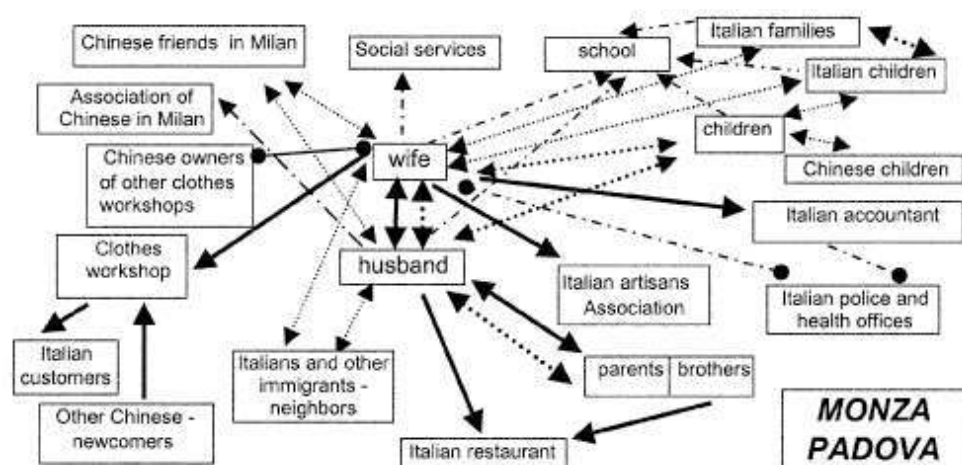 Chinese friends in Milan
Social services
school
Italian families
Italian children
Association of
Chinese in Milan
children
Chinese owners
of other clothes
workshops
wife
Chinese children
Italian accountant
Clothes
workshop
husband
Italian artisans
Association
Italian police and
health offices
Italian
customers
Italians and other
immigrants -
neighbors
parents brothers
Other Chinese -
newcomers
Italian restaurant
MONZA
PADOVA